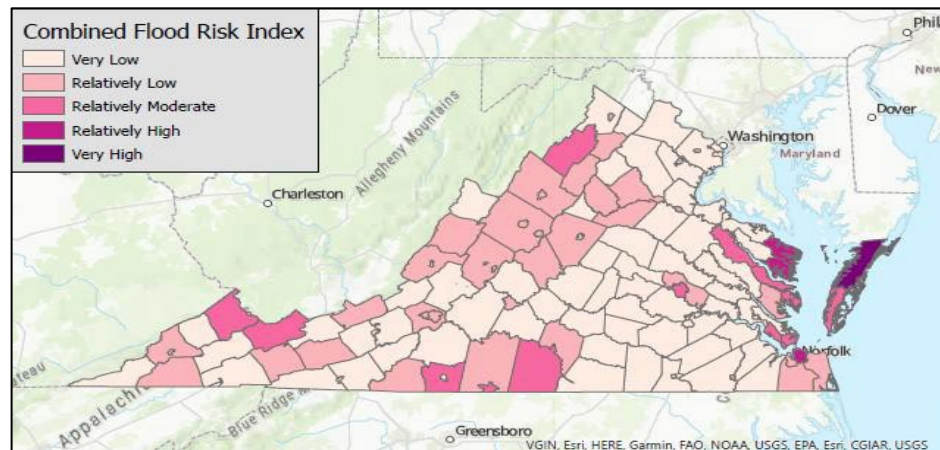 Combined Flood Risk Index
Very Low
Relatively Low
Relatively Moderate
Relatively High
Very High
Phil
New
Dover
Washington
Maryland
Allegheny Mountains
Charleston
Norfolk
ateau
Appalachi
Blue Ridge M
C
Greensboro
VGIN, Esri, HERE, Garmin, FAO, NOAA, USGS, EPA, Esri, CGIAR, USGS